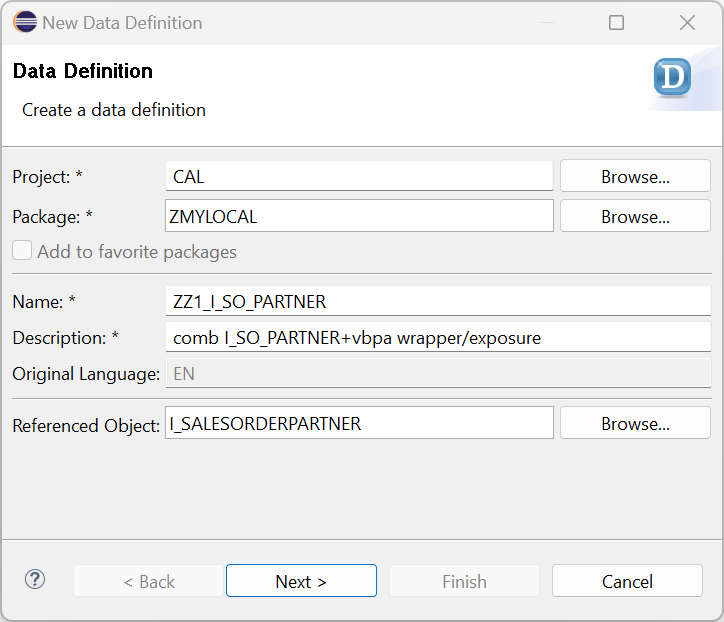 New Data Definition
Data Definition
D
Create a data definition
Project: * CAL Browse...
Package: * ZMYLOCAL Browse...
Add to favorite packages
Name: * ZZ1_I_SO_PARTNER
Description: * comb I_SO_PARTNER+vbpa wrapper/exposure
Original Language: EN
Referenced Object: I_SALESORDERPARTNER Browse...
? < Back Next > Finish Cancel